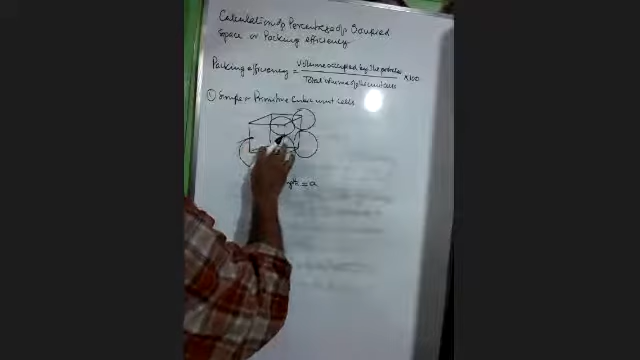 Calculation of Percentage of Occupied
Space or Packing efficiency
Packing efficiency = Volume occupied by the particles / Total volume of the unit cells × 100
① Simple or Primitive Cubic unit cells
= a